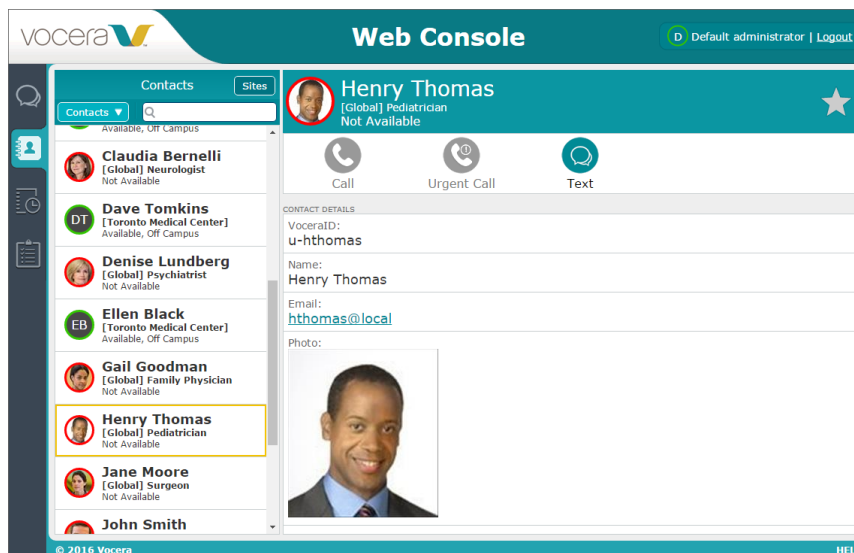 vocera
Web Console
D Default administrator | Logout
Contacts
Sites
Contacts ▼
Available, Off Campus
Claudia Bernelli
[Global] Neurologist
Not Available
DT
Dave Tomkins
[Toronto Medical Center]
Available, Off Campus
Denise Lundberg
[Global] Psychiatrist
Not Available
EB
Ellen Black
[Toronto Medical Center]
Available, Off Campus
Gail Goodman
[Global] Family Physician
Not Available
Henry Thomas
[Global] Pediatrician
Not Available
Jane Moore
[Global] Surgeon
Not Available
John Smith
Henry Thomas
[Global] Pediatrician
Not Available
Call
Urgent Call
Text
CONTACT DETAILS
VoceraID:
u-hthomas
Name:
Henry Thomas
Email:
hthomas@local
Photo:
© 2016 Vocera
HEL